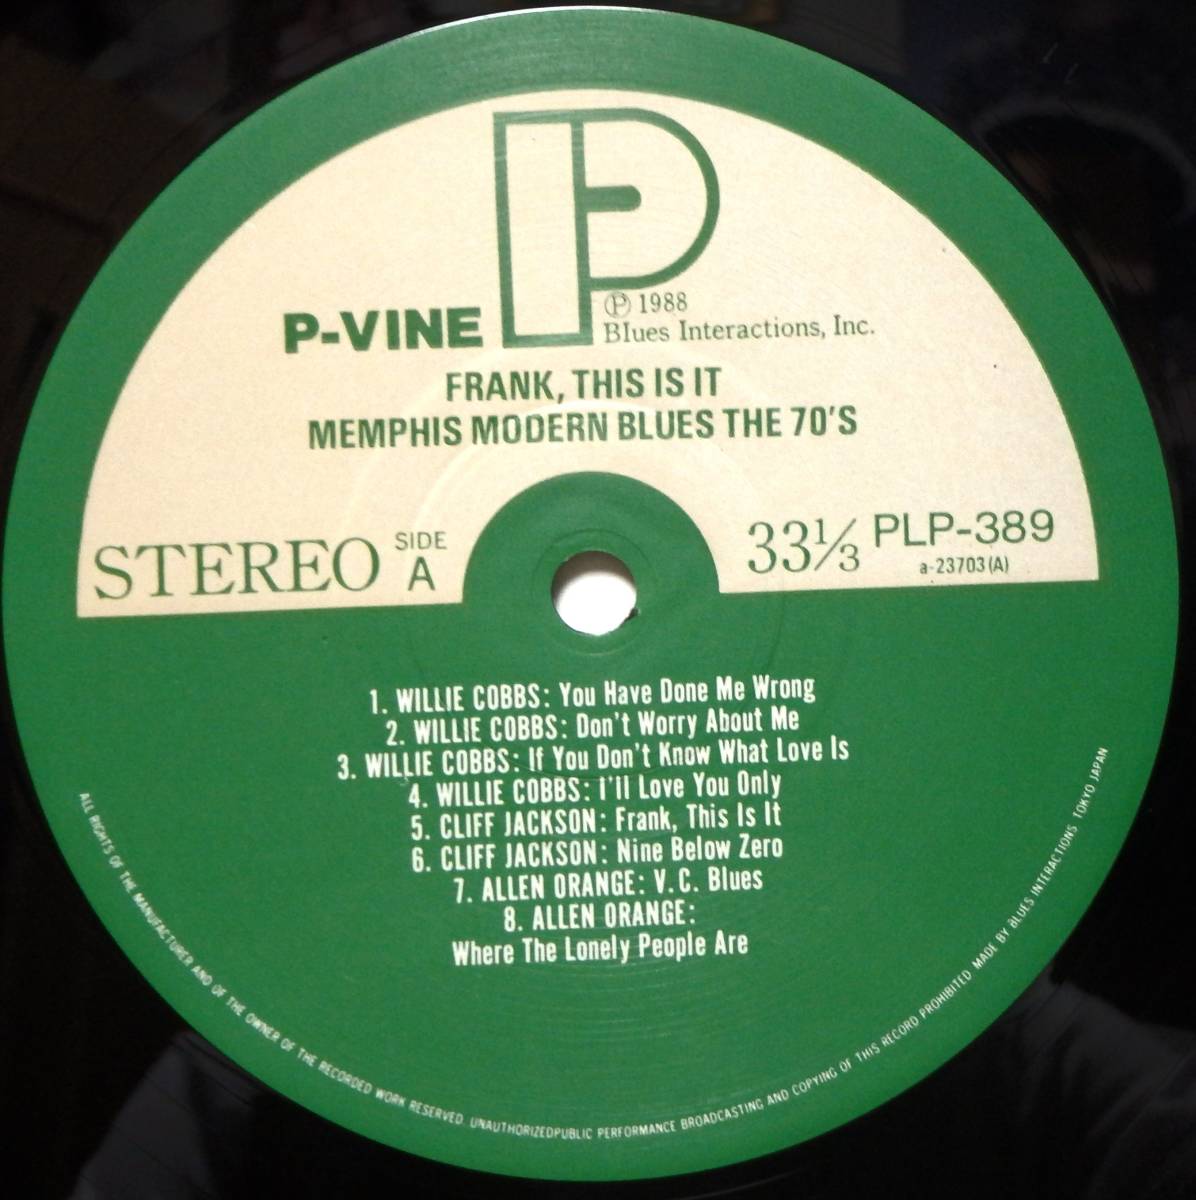 P
P-VINE
℗ 1988
Blues Interactions, Inc.
FRANK, THIS IS IT
MEMPHIS MODERN BLUES THE 70'S
STEREO
SIDE
A
33⅓
PLP-389
a-23703(A)
1. WILLIE COBBS: You Have Done Me Wrong
2. WILLIE COBBS: Don't Worry About Me
3. WILLIE COBBS: If You Don't Know What Love Is
4. WILLIE COBBS: I'll Love You Only
5. CLIFF JACKSON: Frank, This Is It
6. CLIFF JACKSON: Nine Below Zero
7. ALLEN ORANGE: V.C. Blues
8. ALLEN ORANGE:
Where The Lonely People Are
ALL RIGHTS OF THE MANUFACTURER AND OF THE OWNER OF THE RECORDED WORK RESERVED. UNAUTHORIZEDPUBLIC PERFORMANCE BROADCASTING AND COPYING OF THIS RECORD PROHIBITED. MADE BY BLUES INTERACTIONS TOKYO JAPAN